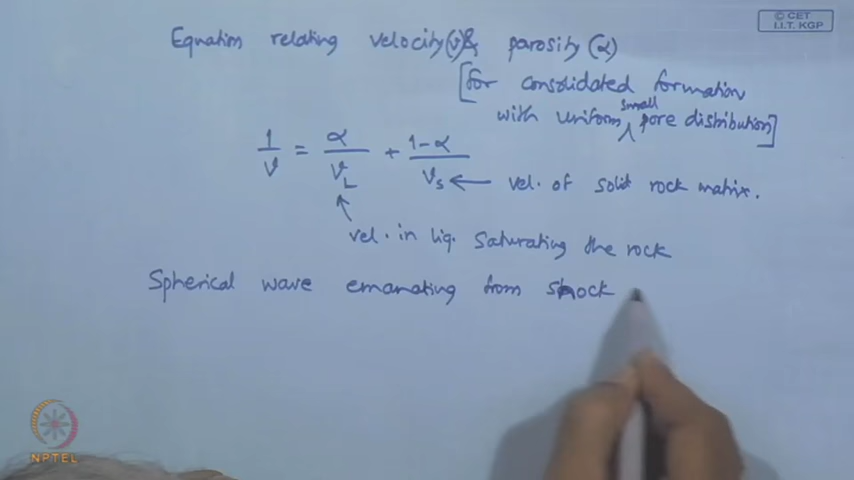 © CET
I.I.T. KGP
Equation relating velocity(v)& parosity (α)
[for consolidated formation
with uniform small pore distribution]
1/v = α/v_L + 1-α/v_s ← vel. of solid rock matrix.
vel. in liq. saturating the rock
Spherical wave emanating from shock
NPTEL